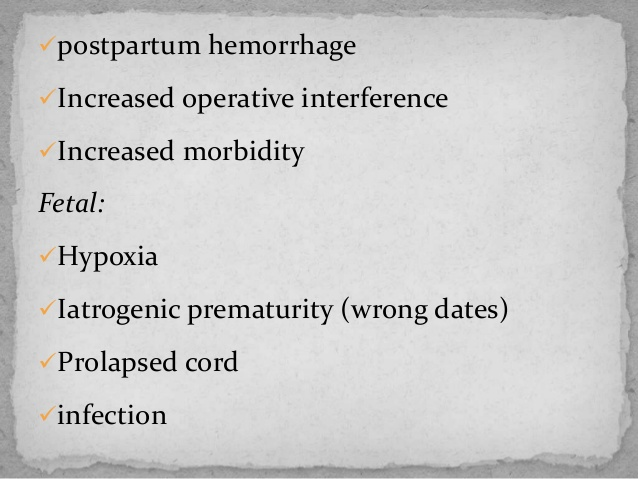 ✓postpartum hemorrhage
✓Increased operative interference
✓Increased morbidity
Fetal:
✓Hypoxia
✓Iatrogenic prematurity (wrong dates)
✓Prolapsed cord
✓infection